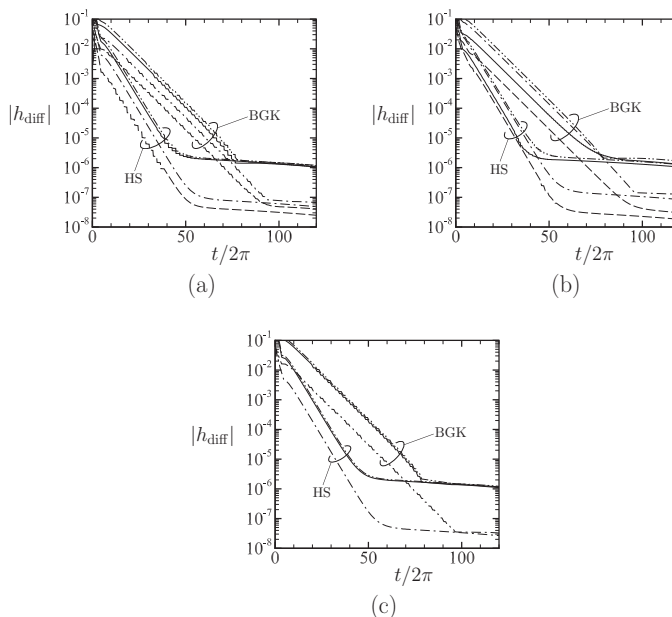 10⁻¹
10⁻²
10⁻³
10⁻⁴
10⁻⁵
10⁻⁶
10⁻⁷
10⁻⁸
|h_diff|
BGK
HS
0
50
100
t/2π
(a)
10⁻¹
10⁻²
10⁻³
10⁻⁴
10⁻⁵
10⁻⁶
10⁻⁷
10⁻⁸
|h_diff|
BGK
HS
0
50
100
t/2π
(b)
10⁻¹
10⁻²
10⁻³
10⁻⁴
10⁻⁵
10⁻⁶
10⁻⁷
10⁻⁸
|h_diff|
BGK
HS
0
50
100
t/2π
(c)